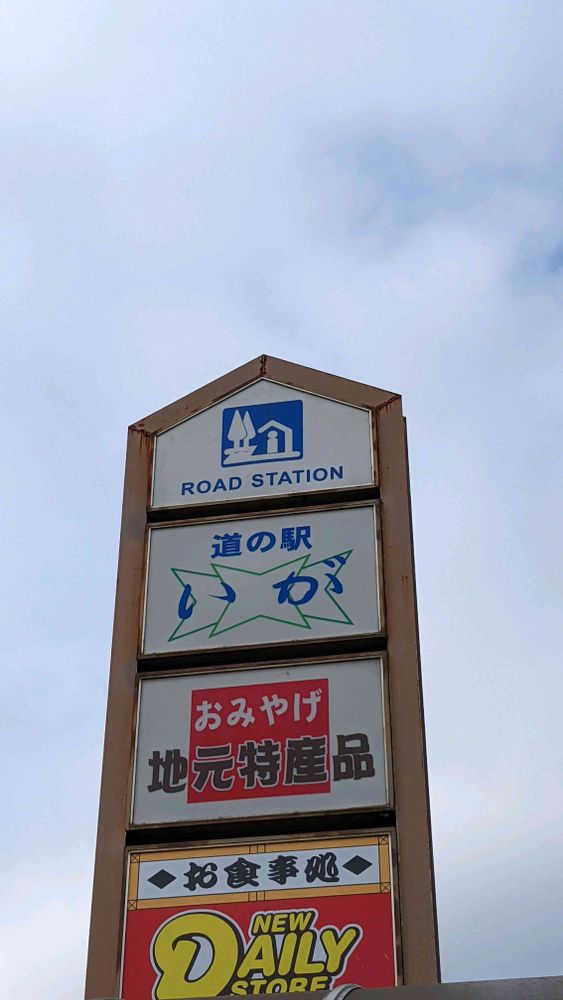 ROAD STATION
道の駅
いが
おみやげ
地元特産品
お食事処
NEW
DAILY
STORE